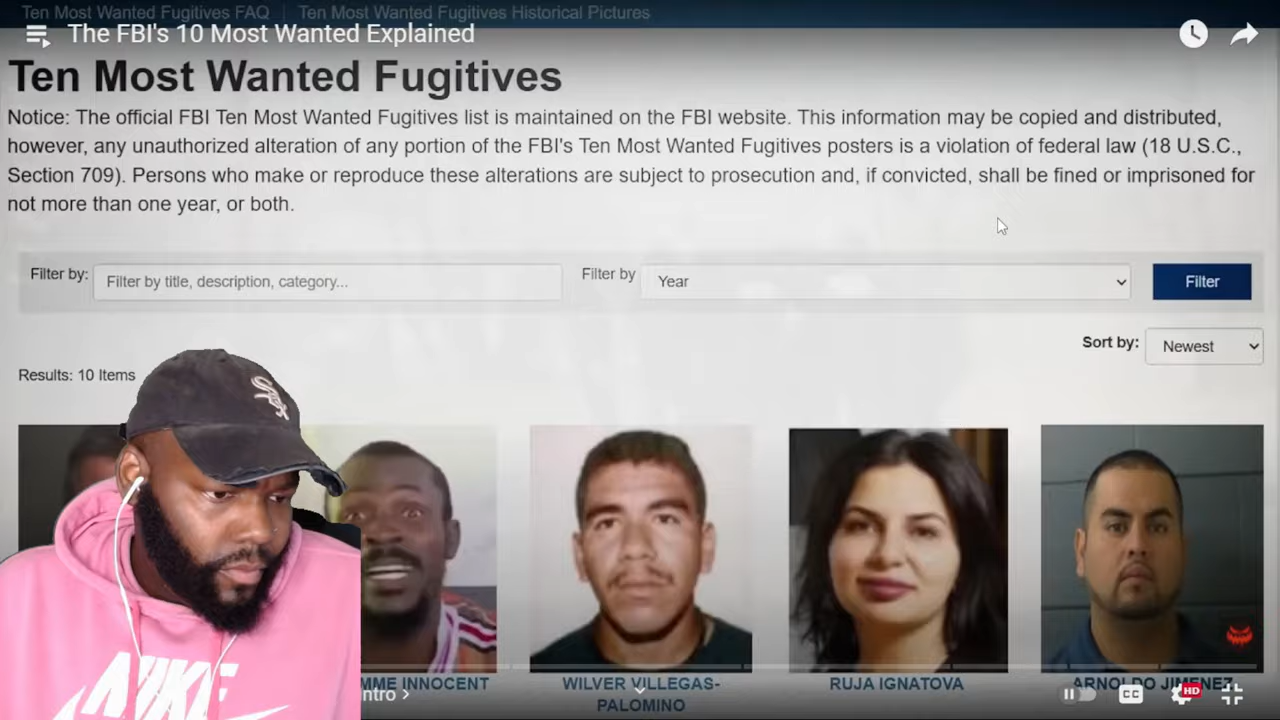 Ten Most Wanted Fugitives FAQ | Ten Most Wanted Fugitives Historical Pictures
The FBI's 10 Most Wanted Explained
Ten Most Wanted Fugitives
Notice: The official FBI Ten Most Wanted Fugitives list is maintained on the FBI website. This information may be copied and distributed,
however, any unauthorized alteration of any portion of the FBI's Ten Most Wanted Fugitives posters is a violation of federal law (18 U.S.C.,
Section 709). Persons who make or reproduce these alterations are subject to prosecution and, if convicted, shall be fined or imprisoned for
not more than one year, or both.
Filter by: Filter by title, description, category... Filter by Year Filter
Sort by: Newest
Results: 10 Items
INNOCENT WILVER VILLEGAS- RUJA IGNATOVA ARNOLDO JIMENEZ
PALOMINO
CC HD
NIKE